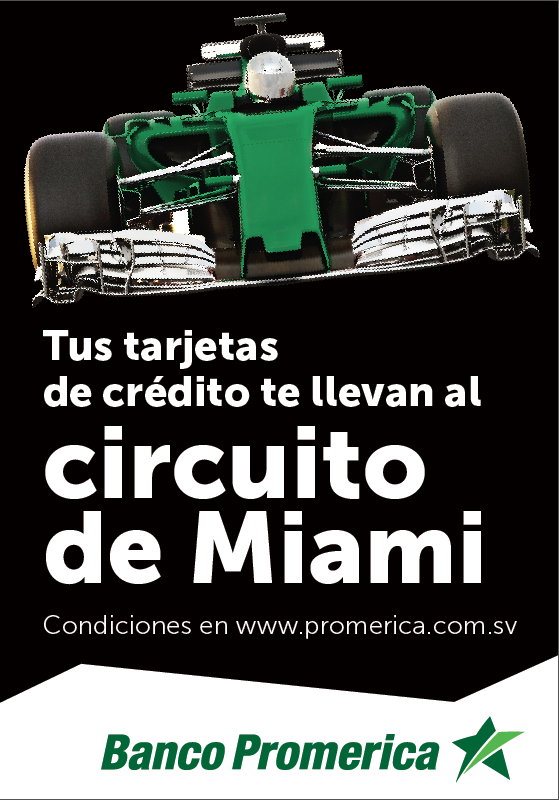 Tus tarjetas
de crédito te llevan al
circuito
de Miami
Condiciones en www.promerica.com.sv
Banco Promerica